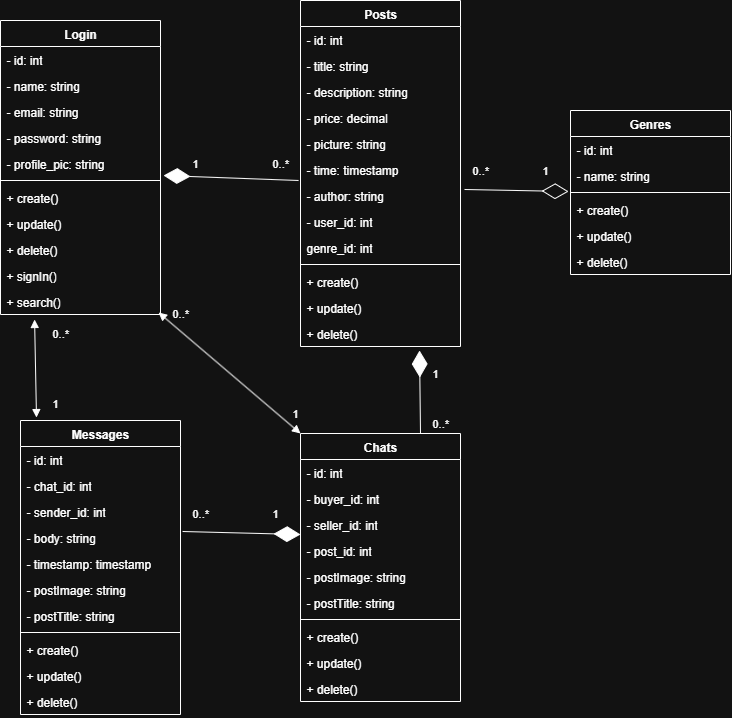 Login
- id: int
- name: string
- email: string
- password: string
- profile_pic: string
+ create()
+ update()
+ delete()
+ signIn()
+ search()
Posts
- id: int
- title: string
- description: string
- price: decimal
- picture: string
- time: timestamp
- author: string
- user_id: int
genre_id: int
+ create()
+ update()
+ delete()
Genres
- id: int
- name: string
+ create()
+ update()
+ delete()
1
0..*
0..*
1
0..*
1
0..*
1
1
0..*
Messages
- id: int
- chat_id: int
- sender_id: int
- body: string
- timestamp: timestamp
- postImage: string
- postTitle: string
+ create()
+ update()
+ delete()
0..*
1
Chats
- id: int
- buyer_id: int
- seller_id: int
- post_id: int
- postImage: string
- postTitle: string
+ create()
+ update()
+ delete()